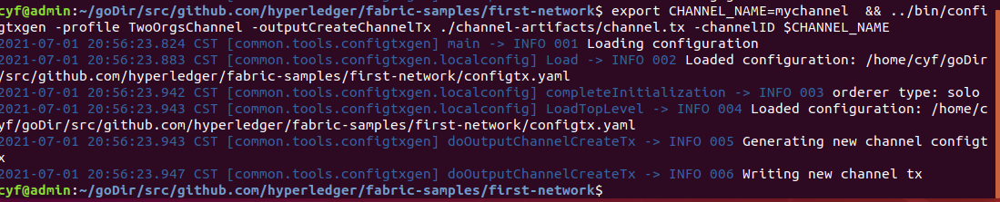 cyf@admin:~/goDir/src/github.com/hyperledger/fabric-samples/first-network$ export CHANNEL_NAME=mychannel  && ../bin/confi
gtxgen -profile TwoOrgsChannel -outputCreateChannelTx ./channel-artifacts/channel.tx -channelID $CHANNEL_NAME
2021-07-01 20:56:23.824 CST [common.tools.configtxgen] main -> INFO 001 Loading configuration
2021-07-01 20:56:23.883 CST [common.tools.configtxgen.localconfig] Load -> INFO 002 Loaded configuration: /home/cyf/goDir
/src/github.com/hyperledger/fabric-samples/first-network/configtx.yaml
2021-07-01 20:56:23.942 CST [common.tools.configtxgen.localconfig] completeInitialization -> INFO 003 orderer type: solo
2021-07-01 20:56:23.943 CST [common.tools.configtxgen.localconfig] LoadTopLevel -> INFO 004 Loaded configuration: /home/c
yf/goDir/src/github.com/hyperledger/fabric-samples/first-network/configtx.yaml
2021-07-01 20:56:23.943 CST [common.tools.configtxgen] doOutputChannelCreateTx -> INFO 005 Generating new channel configt
x
2021-07-01 20:56:23.947 CST [common.tools.configtxgen] doOutputChannelCreateTx -> INFO 006 Writing new channel tx
cyf@admin:~/goDir/src/github.com/hyperledger/fabric-samples/first-network$